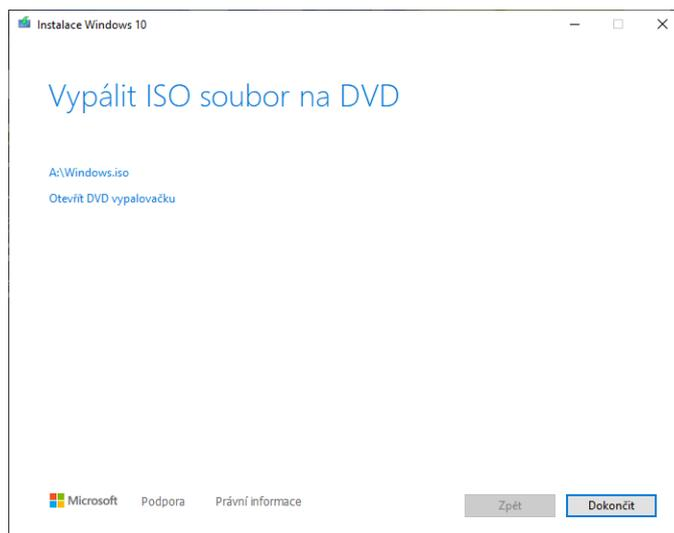 Instalace Windows 10
Vypálit ISO soubor na DVD
A:\Windows.iso
Otevřít DVD vypalovačku
Microsoft Podpora Právní informace Zpět Dokončit